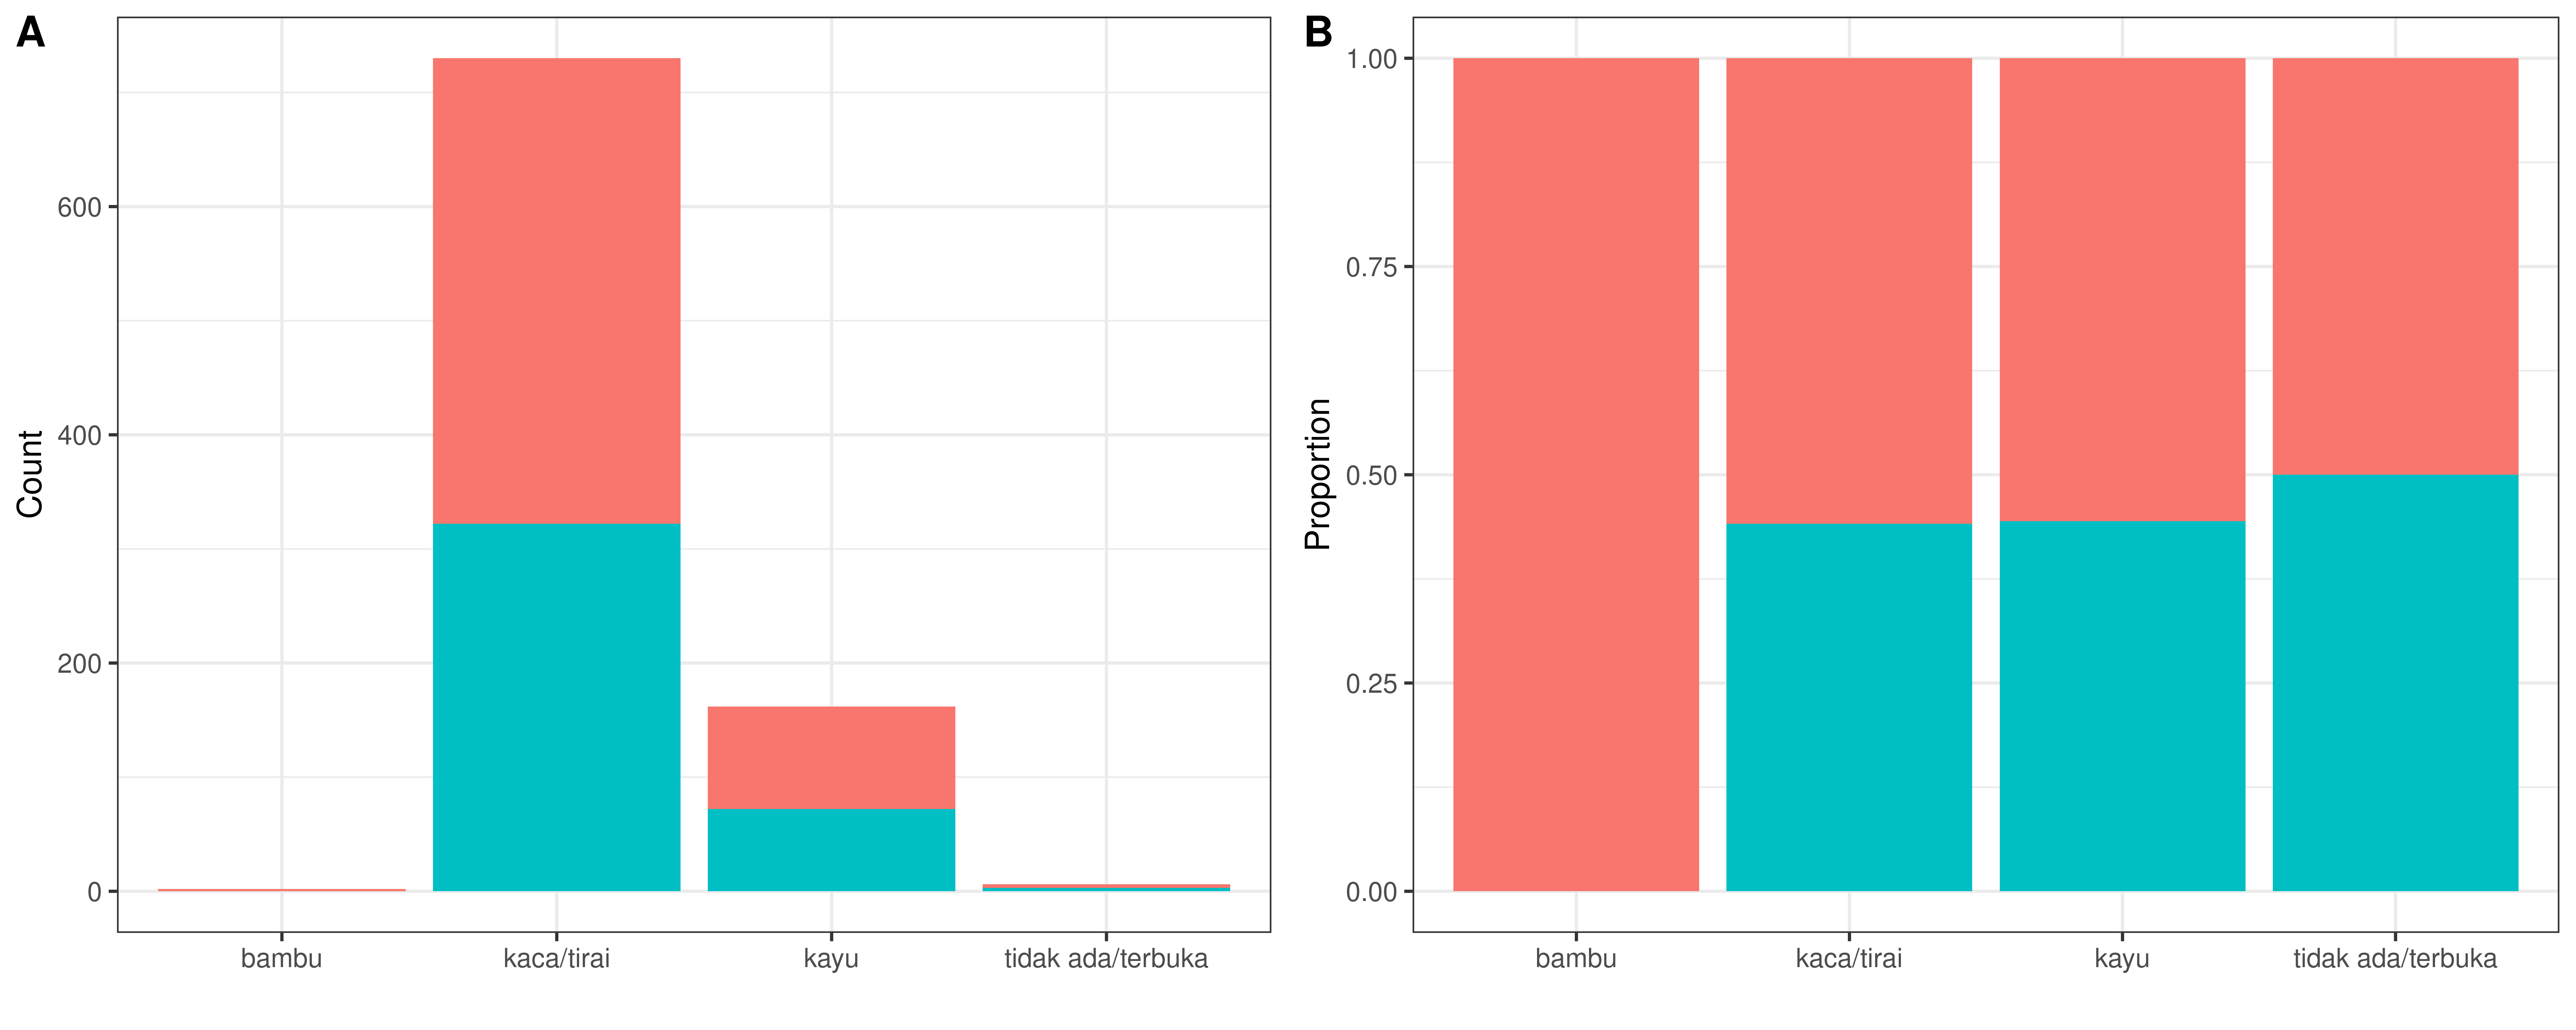 A
Count
600
400
200
0
bambu
kaca/tirai
kayu
tidak ada/terbuka
B
Proportion
1.00
0.75
0.50
0.25
0.00
bambu
kaca/tirai
kayu
tidak ada/terbuka